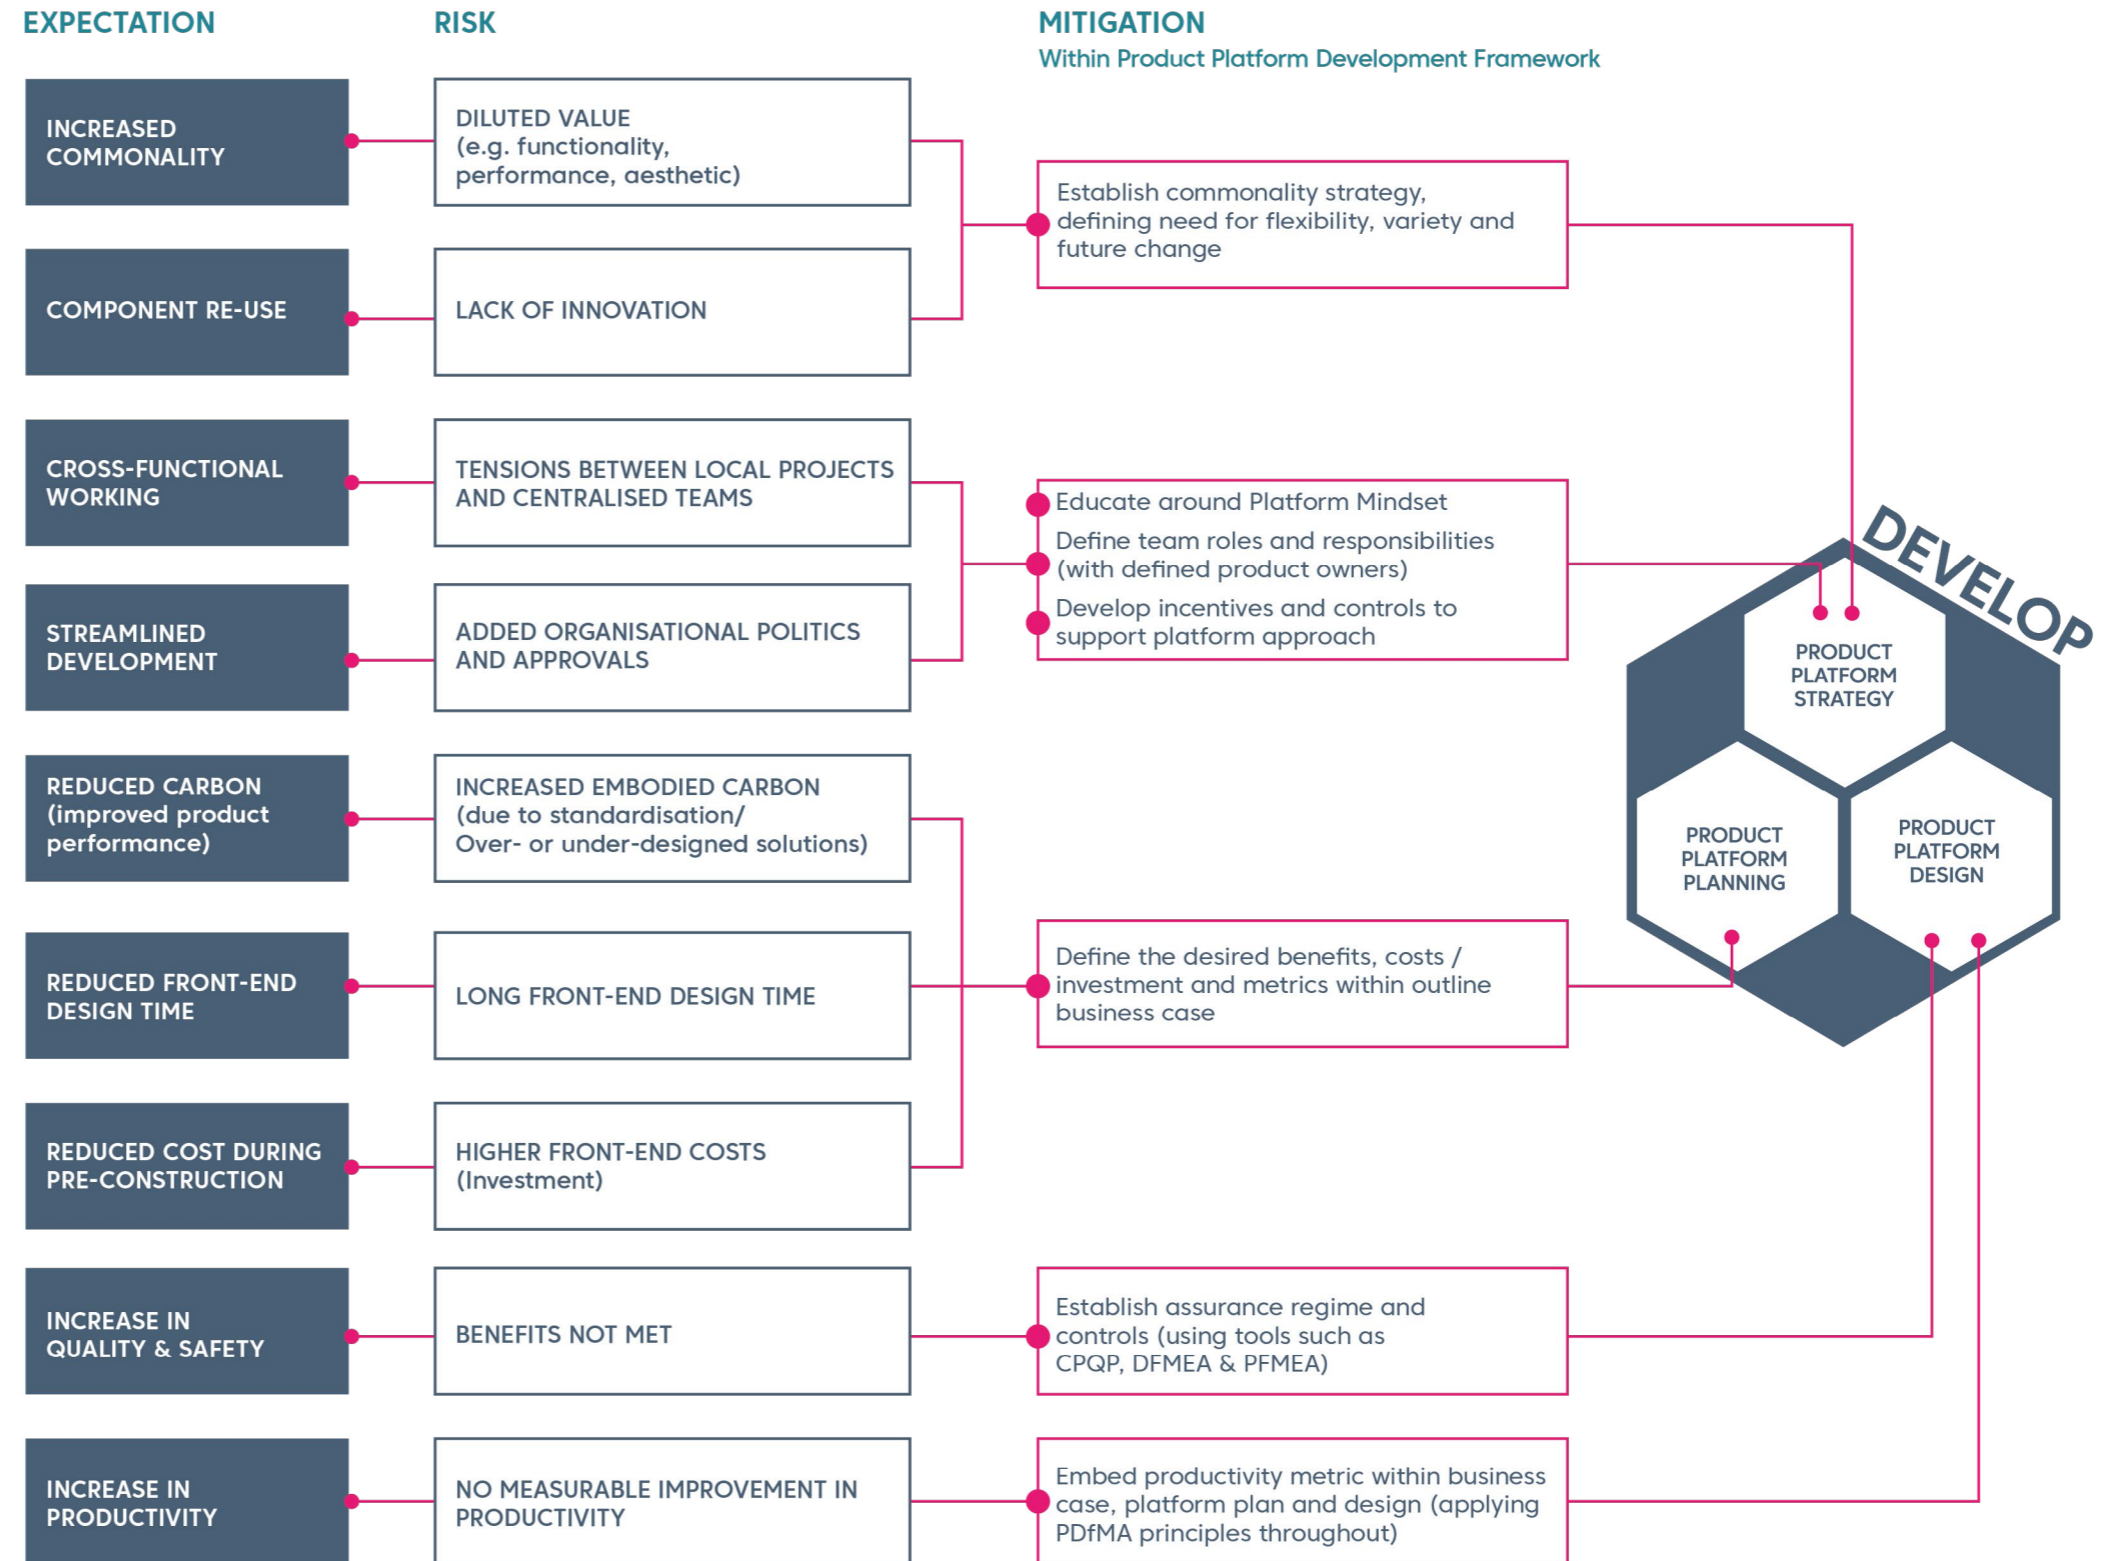 EXPECTATION
RISK
MITIGATION
Within Product Platform Development Framework
INCREASED
COMMONALITY
DILUTED VALUE
(e.g. functionality,
performance, aesthetic)
Establish commonality strategy,
defining need for flexibility, variety and
future change
COMPONENT RE-USE
LACK OF INNOVATION
CROSS-FUNCTIONAL
WORKING
TENSIONS BETWEEN LOCAL PROJECTS
AND CENTRALISED TEAMS
Educate around Platform Mindset
Define team roles and responsibilities
(with defined product owners)
Develop incentives and controls to
support platform approach
STREAMLINED
DEVELOPMENT
ADDED ORGANISATIONAL POLITICS
AND APPROVALS
DEVELOP
PRODUCT
PLATFORM
STRATEGY
PRODUCT
PLATFORM
PLANNING
PRODUCT
PLATFORM
DESIGN
REDUCED CARBON
(improved product
performance)
INCREASED EMBODIED CARBON
(due to standardisation/
Over- or under-designed solutions)
REDUCED FRONT-END
DESIGN TIME
LONG FRONT-END DESIGN TIME
Define the desired benefits, costs /
investment and metrics within outline
business case
REDUCED COST DURING
PRE-CONSTRUCTION
HIGHER FRONT-END COSTS
(Investment)
INCREASE IN
QUALITY & SAFETY
BENEFITS NOT MET
Establish assurance regime and
controls (using tools such as
CPQP, DFMEA & PFMEA)
INCREASE IN
PRODUCTIVITY
NO MEASURABLE IMPROVEMENT IN
PRODUCTIVITY
Embed productivity metric within business
case, platform plan and design (applying
PDfMA principles throughout)